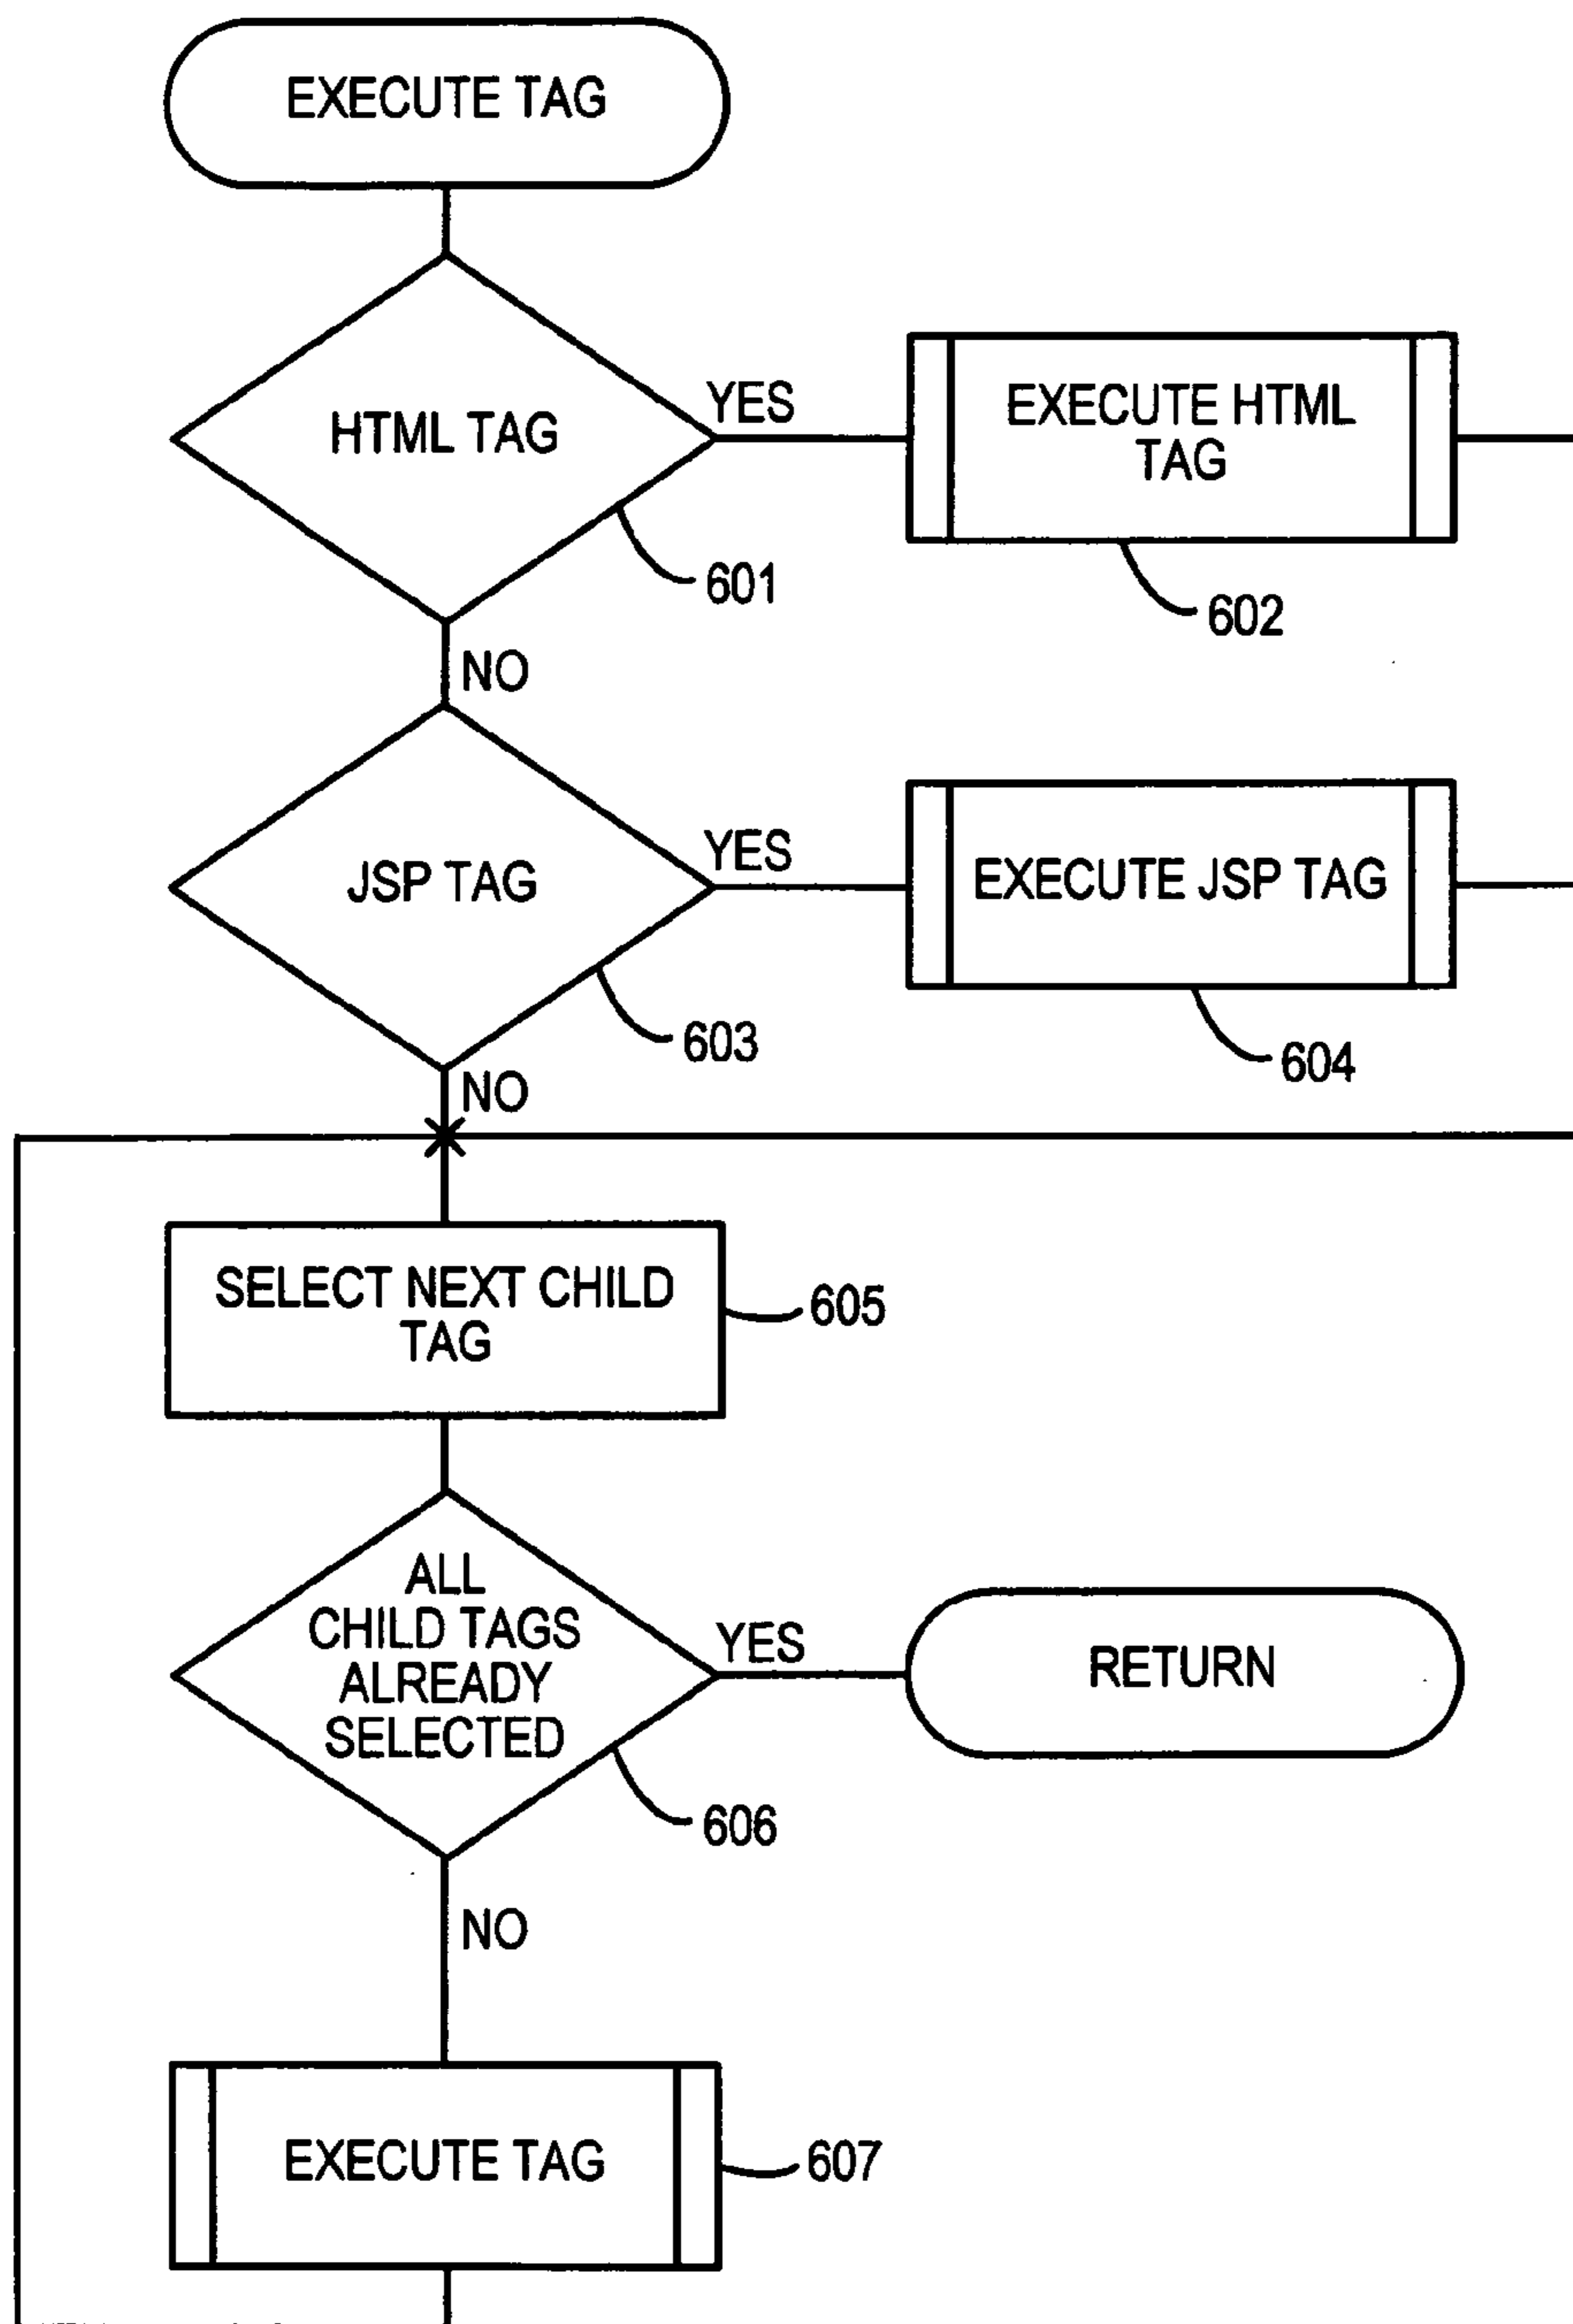 EXECUTE TAG
HTML TAG
YES
EXECUTE HTML
TAG
601
602
NO
JSP TAG
YES
EXECUTE JSP TAG
603
604
NO
SELECT NEXT CHILD
TAG
605
ALL
CHILD TAGS
ALREADY
SELECTED
YES
RETURN
606
NO
EXECUTE TAG
607